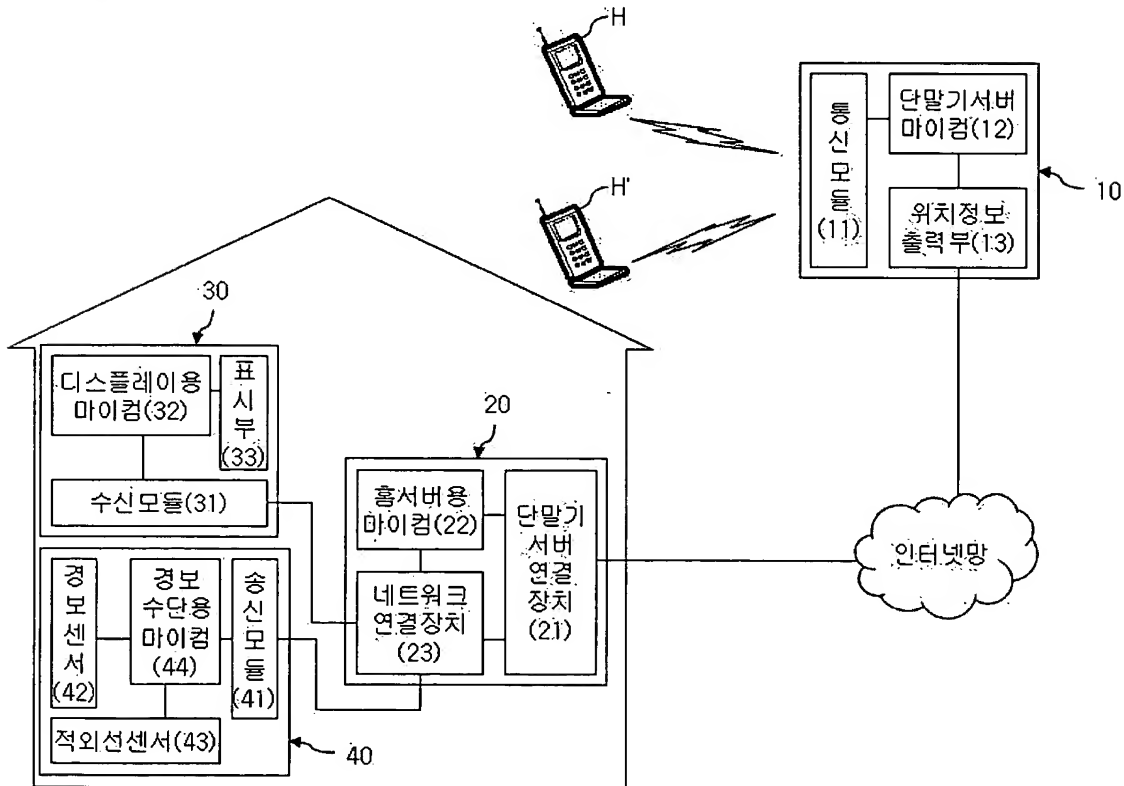 H
통
신
모
듈
(11)
단말기서버
마이컴(12)
위치정보
출력부(13)
10
H'
30
디스플레이용
마이컴(32)
표
시
부
(33)
수신모듈(31)
20
홈서버용
마이컴(22)
네트워크
연결장치
(23)
단말기
서버
연결
장치
(21)
인터넷망
경
보
센
서
(42)
경보
수단용
마이컴
(44)
송
신
모
듈
(41)
적외선센서(43)
40